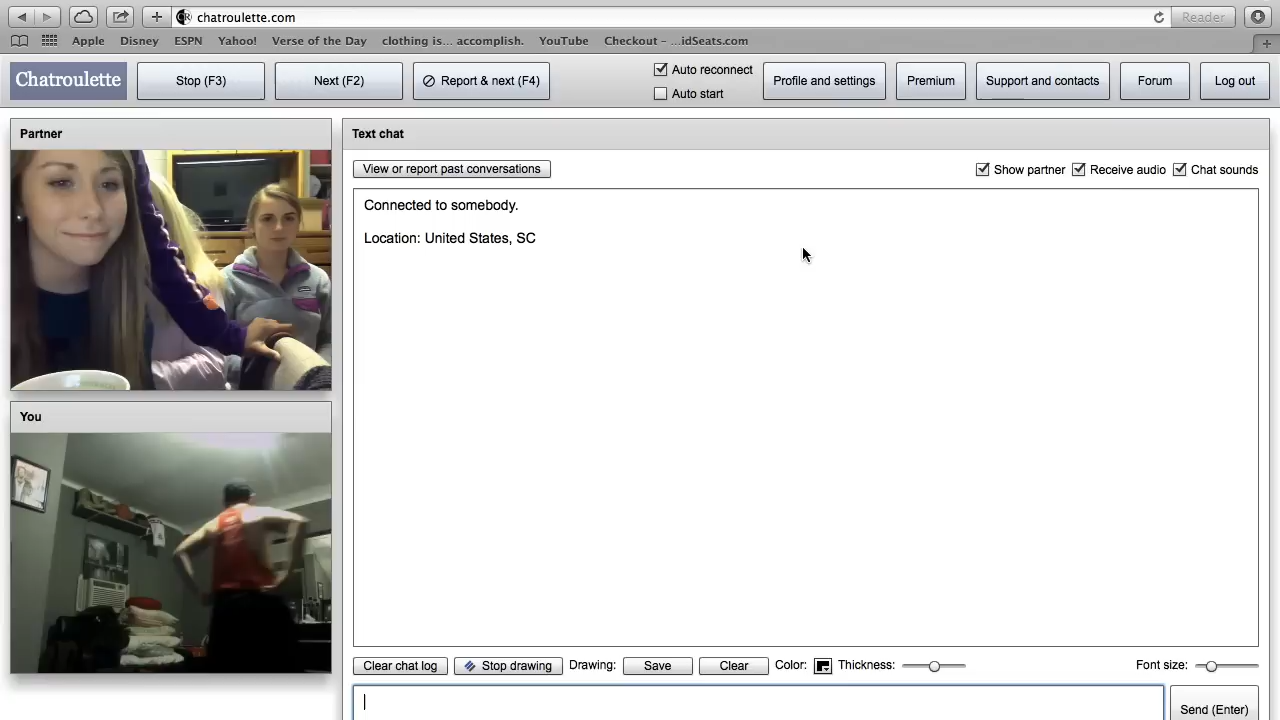 chatroulette.com
Reader
Apple Disney ESPN Yahoo! Verse of the Day clothing is... accomplish. YouTube Checkout - ...idSeats.com
Chatroulette
Stop (F3) Next (F2) Report & next (F4)
Auto reconnect
Auto start
Profile and settings Premium Support and contacts Forum Log out
Partner
Text chat
View or report past conversations
Show partner Receive audio Chat sounds
Connected to somebody.
Location: United States, SC
You
Clear chat log Stop drawing Drawing: Save Clear Color: Thickness: Font size:
Send (Enter)